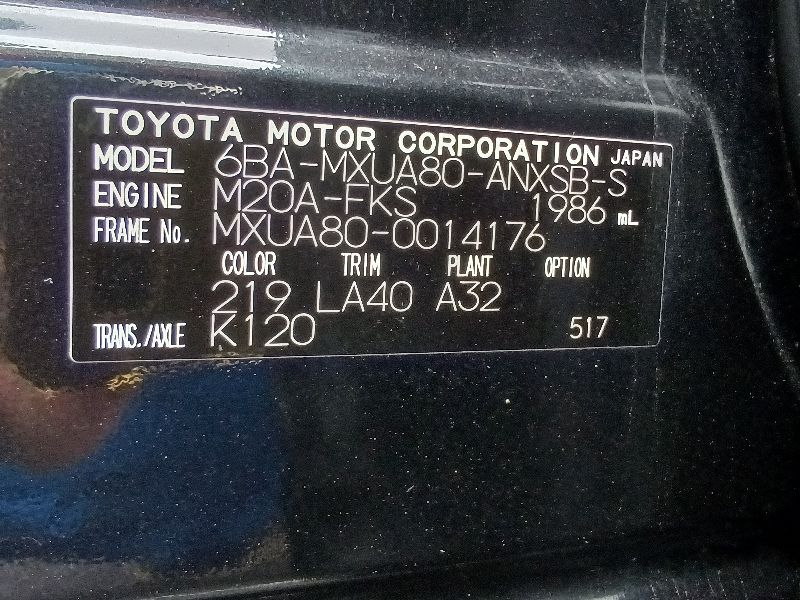 TOYOTA MOTOR CORPORATION JAPAN
MODEL 6BA-MXUA80-ANXSB-S
ENGINE M20A-FKS 1986 mL
FRAME No. MXUA80-0014176
COLOR TRIM PLANT OPTION
219 LA40 A32
TRANS./AXLE K120 517